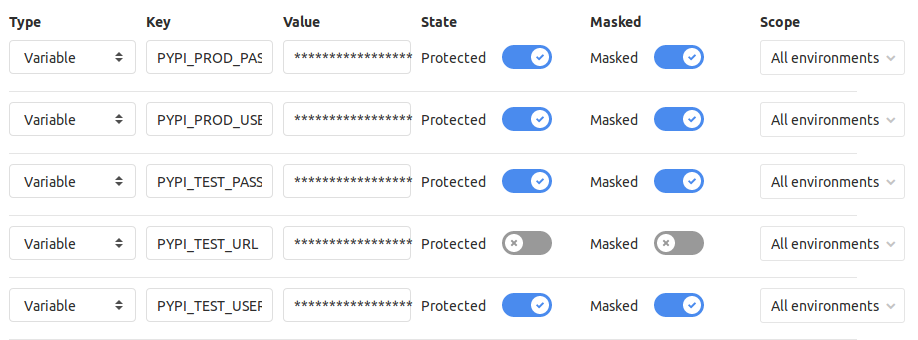 Type Key Value State Masked Scope
Variable PYPI_PROD_PAS ***************** Protected Masked All environments
Variable PYPI_PROD_USE ***************** Protected Masked All environments
Variable PYPI_TEST_PASS ***************** Protected Masked All environments
Variable PYPI_TEST_URL ***************** Protected Masked All environments
Variable PYPI_TEST_USER ***************** Protected Masked All environments